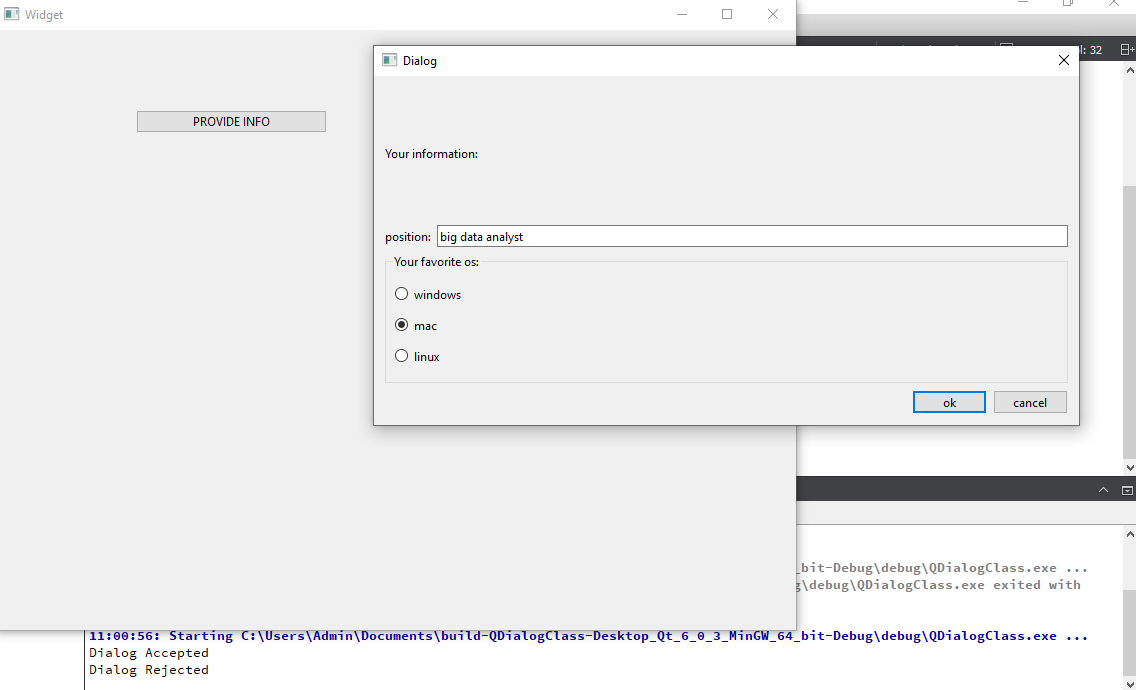 Widget
Dialog
l: 32
PROVIDE INFO
Your information:
position: big data analyst
Your favorite os:
windows
mac
linux
ok cancel
_bit-Debug\debug\QDialogClass.exe ...
\debug\QDialogClass.exe exited with
11:00:56: Starting C:\Users\Admin\Documents\build-QDialogClass-Desktop_Qt_6_0_3_MinGW_64_bit-Debug\debug\QDialogClass.exe ...
Dialog Accepted
Dialog Rejected